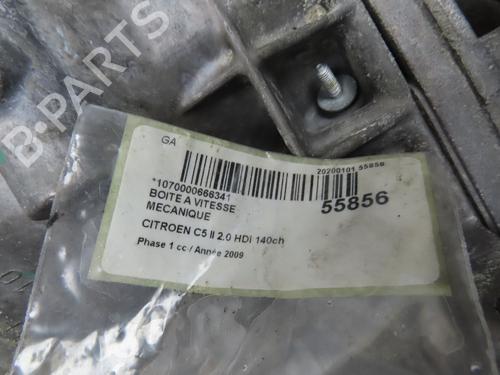 B-PARTS
GA
20200101 55856
*1070000666341
55856
BOITE A VITESSE
MECANIQUE
CITROEN C5 II 2.0 HDI 140ch
Phase 1 cc / Année 2009